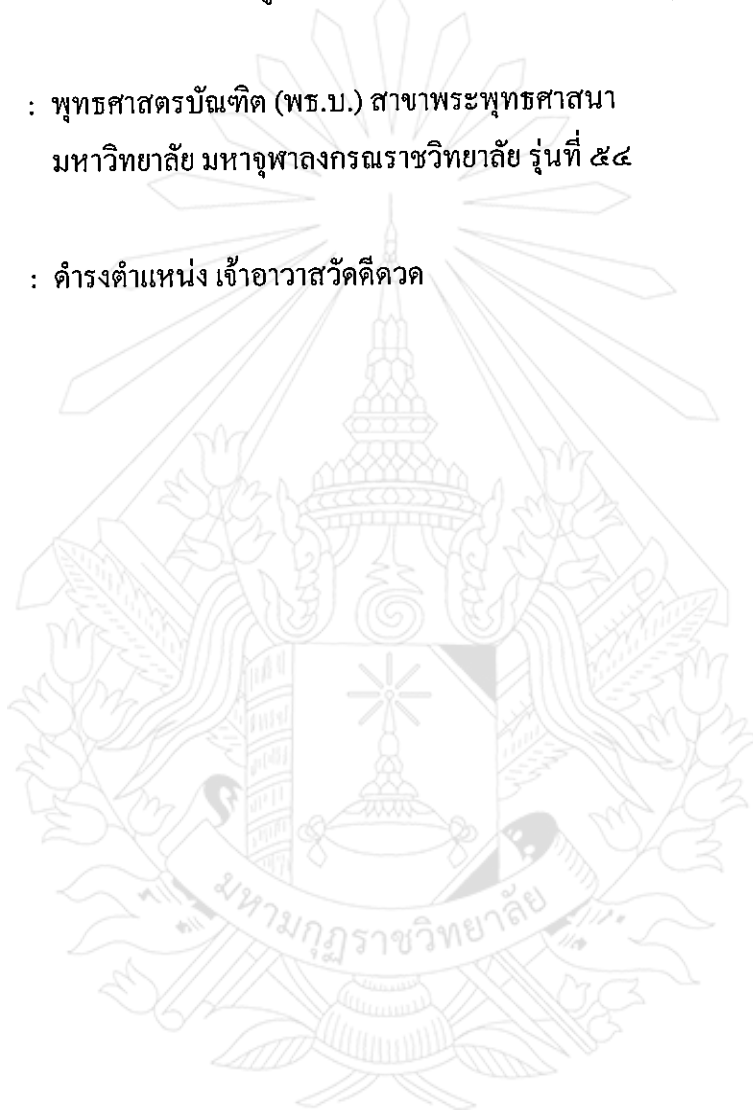 : พุทธศาสตรบัณฑิต (พธ.บ.) สาขาพระพุทธศาสนา
มหาวิทยาลัย มหาจุฬาลงกรณราชวิทยาลัย รุ่นที่ ๕๔
: ดำรงตำแหน่ง เจ้าอาวาสวัดดีดวด
มหามกุฏราชวิทยาลัย